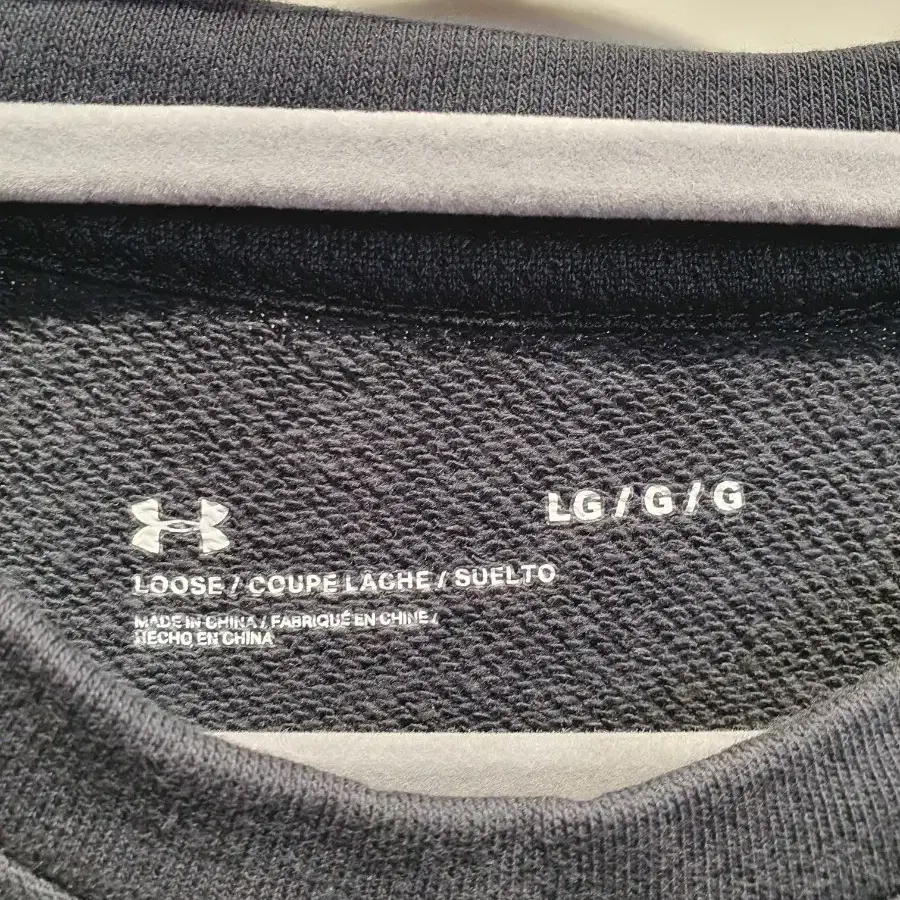 LG / G / G
LOOSE / COUPE LACHE / SUELTO
MADE IN CHINA / FABRIQUÉ EN CHINE /
HECHO EN CHINA